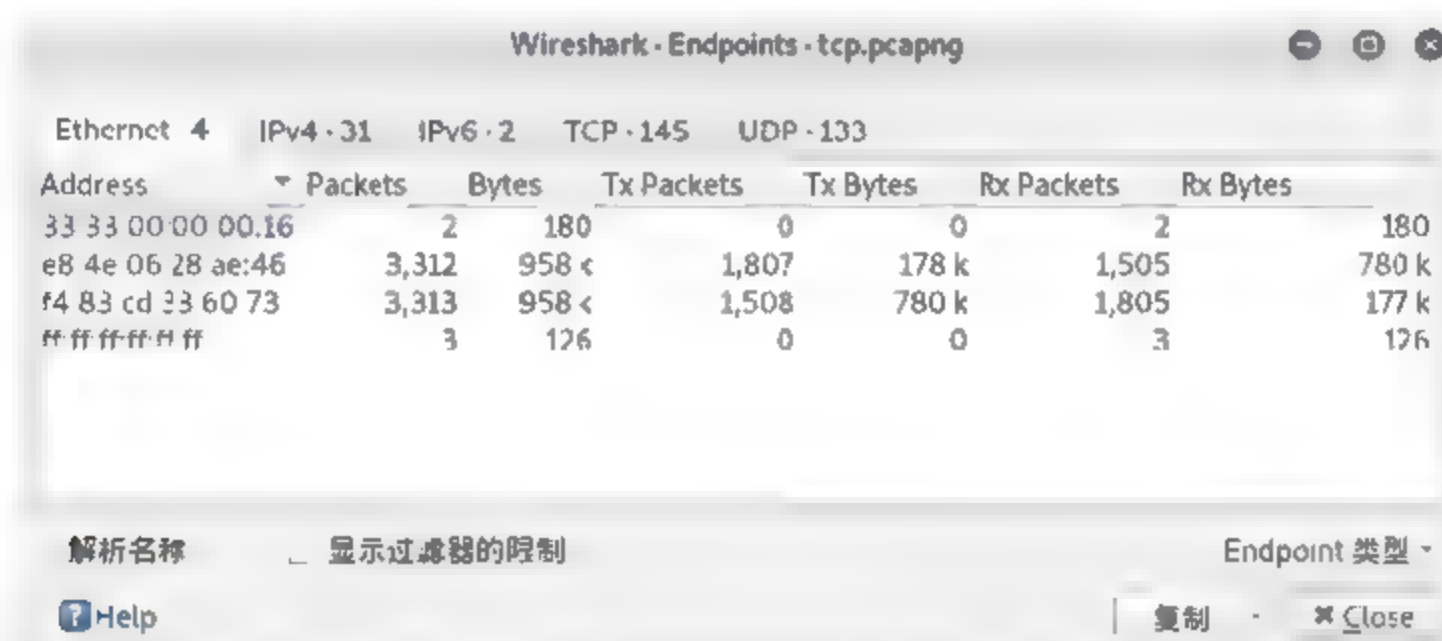 Wireshark · Endpoints · tcp.pcapng
Ethernet 4 IPv4 · 31 IPv6 · 2 TCP · 145 UDP · 133
Address Packets Bytes Tx Packets Tx Bytes Rx Packets Rx Bytes
33 33 00 00 00.16 2 180 0 0 2 180
e8 4e 06 28 ae:46 3,312 958 1,807 178 k 1,505 780 k
f4 83 cd 33 60 73 3,313 958 1,508 780 k 1,805 177 k
ff ff ff ff ff ff 3 126 0 0 3 126
解析名称 显示过滤器的限制 Endpoint 类型
Help 复制 Close